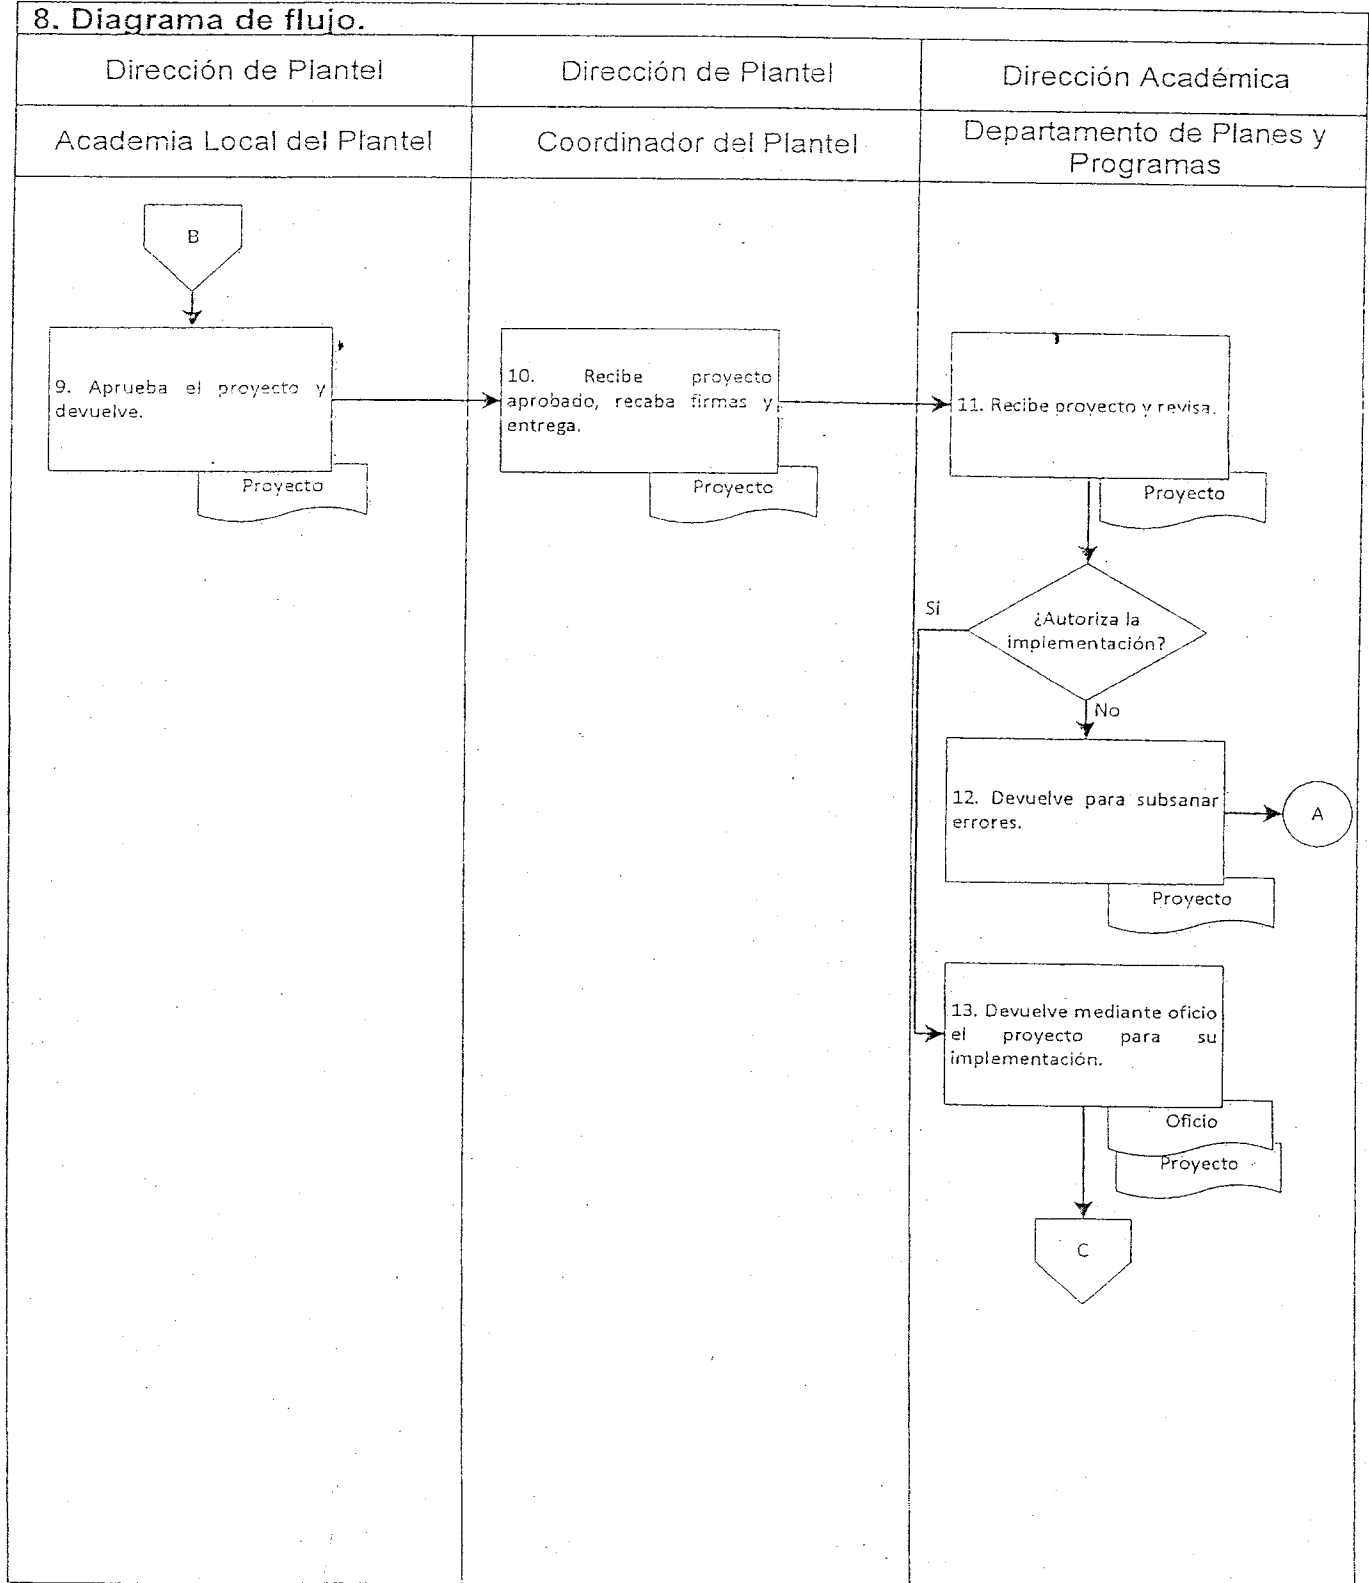 8. Diagrama de flujo.
Dirección de Plantel
Dirección de Plantel
Dirección Académica
Academia Local del Plantel
Coordinador del Plantel
Departamento de Planes y
Programas
B
9. Aprueba el proyecto y
devuelve.
Proyecto
10. Recibe proyecto
aprobado, recaba firmas y
entrega.
Proyecto
11. Recibe proyecto y revisa.
Proyecto
¿Autoriza la
implementación?
Si
No
12. Devuelve para subsanar
errores.
A
Proyecto
13. Devuelve mediante oficio
el proyecto para su
implementación.
Oficio
Proyecto
C